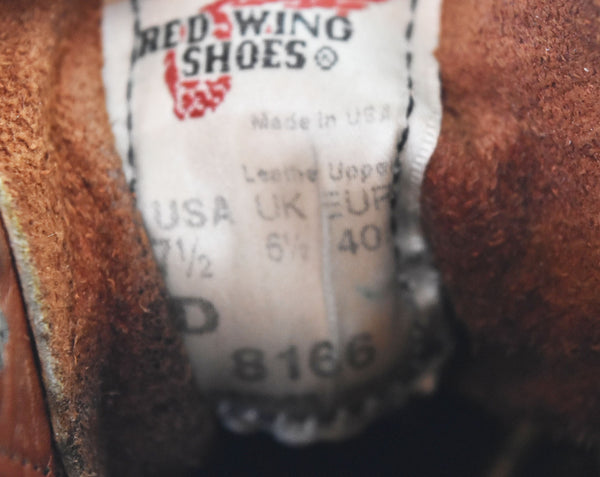 RED WING
SHOES ®
Made in USA
Leather Upper
USA UK EUR
7½ 6½ 40
D
8166